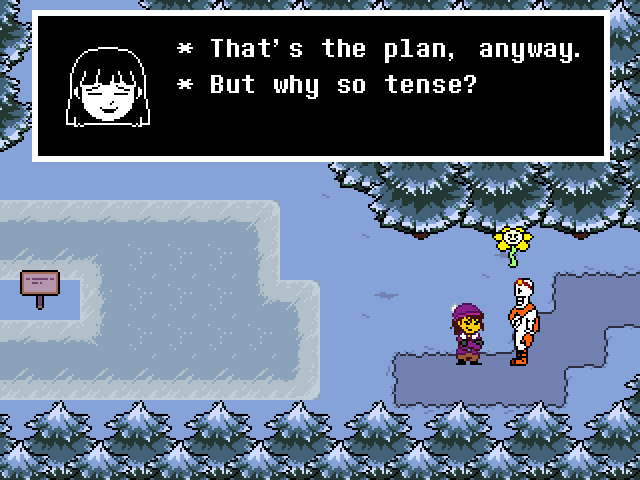 * That's the plan, anyway.
* But why so tense?